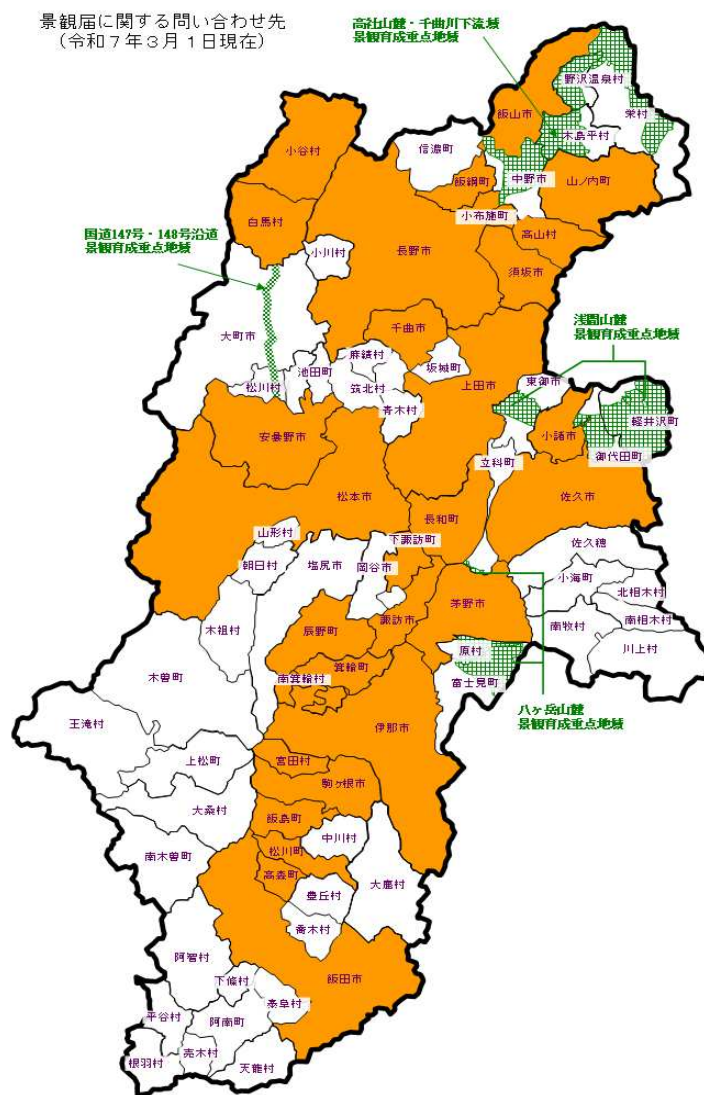 景観届に関する問い合わせ先
（令和７年３月１日現在）
高社山麓・千曲川下流域
景観育成重点地域
野沢温泉村
栄村
飯山市
木島平村
信濃町
中野市
小谷村
飯綱町
山ノ内町
小布施町
白馬村
高山村
国道147号・148号沿道
景観育成重点地域
小川村
長野市
須坂市
大町市
千曲市
浅間山麓
景観育成重点地域
麻績村
池田町
坂城町
東御市
松川村
筑北村
上田市
青木村
軽井沢町
安曇野市
小諸市
御代田町
立科町
松本市
佐久市
長和町
山形村
下諏訪町
佐久穂
朝日村
塩尻市
岡谷市
小海町
北相木村
茅野市
木祖村
諏訪市
南牧村
南相木村
辰野町
原村
川上村
箕輪町
南箕輪村
富士見町
木曽町
八ヶ岳山麓
景観育成重点地域
王滝村
伊那市
上松町
宮田村
駒ヶ根市
大桑村
飯島町
中川村
南木曽町
松川町
高森町
豊丘村
大鹿村
喬木村
阿智村
飯田市
下條村
泰阜村
平谷村
阿南町
売木村
根羽村
天龍村